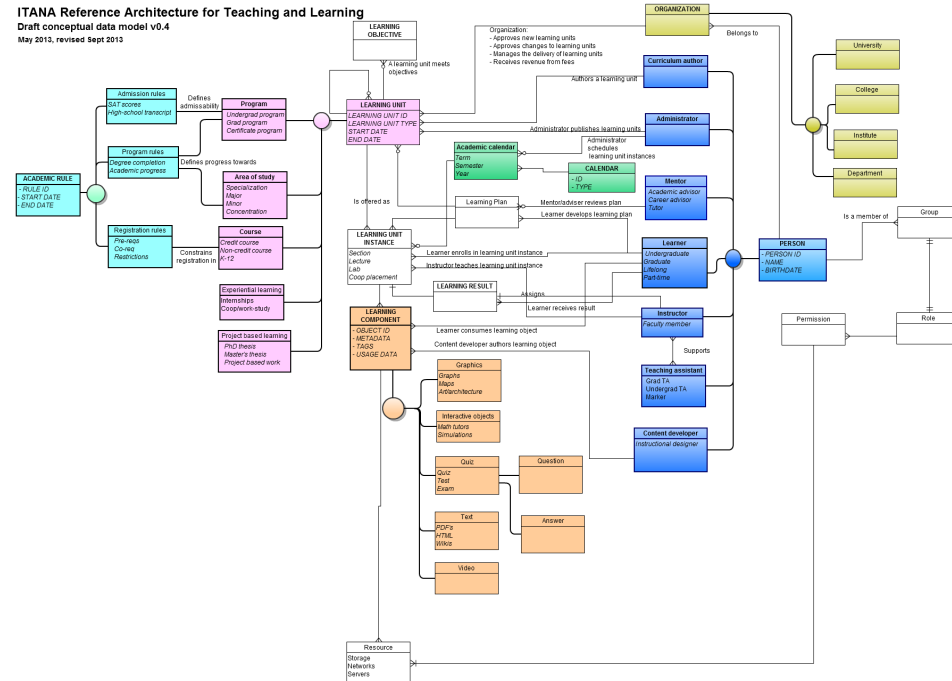 ITANA Reference Architecture for Teaching and Learning
Draft conceptual data model v0.4
May 2013, revised Sept 2013
LEARNING
OBJECTIVE
A learning unit meets
objectives
Organization:
- Approves new learning units
- Approves changes to learning units
- Manages the delivery of learning units
- Receives revenue from fees
ORGANIZATION
Belongs to
University
College
Institute
Department
Admission rules
SAT scores
High-school transcript
Defines
admissability
Program
Undergrad program
Grad program
Certificate program
LEARNING UNIT
LEARNING UNIT ID
LEARNING UNIT TYPE
START DATE
END DATE
Curriculum author
Authors a learning unit
Administrator
Administrator publishes learning units
Administrator
schedules
learning unit instances
Academic calendar
Term
Semester
Year
CALENDAR
- ID
- TYPE
Program rules
Degree completion
Academic progress
Defines progress towards
ACADEMIC RULE
- RULE ID
- START DATE
- END DATE
Area of study
Specialization
Major
Minor
Concentration
Mentor
Academic advisor
Career advisor
Tutor
Learning Plan
Mentor/adviser reviews plan
Learner develops learning plan
Is offered as
Registration rules
Pre-reqs
Co-req
Restrictions
Constrains
registration in
Course
Credit course
Non-credit course
K-12
LEARNING UNIT
INSTANCE
Section
Lecture
Lab
Coop placement
Learner enrolls in learning unit instance
Instructor teaches learning unit instance
Learner
Undergraduate
Graduate
Lifelong
Part-time
PERSON
- PERSON ID
- NAME
- BIRTHDATE
Is a member of
Group
Experiential learning
Internships
Coop/work-study
LEARNING RESULT
Assigns
Learner receives result
Instructor
Faculty member
Permission
Role
LEARNING
COMPONENT
- OBJECT ID
- METADATA
- TAGS
- USAGE DATA
Learner consumes learning object
Content developer authors learning object
Project based learning
PhD thesis
Master's thesis
Project based work
Supports
Teaching assistant
Grad TA
Undergrad TA
Marker
Graphics
Graphs
Maps
Art/architecture
Interactive objects
Math tutors
Simulations
Content developer
Instructional designer
Quiz
Quiz
Test
Exam
Question
Answer
Text
PDF's
HTML
Wikis
Video
Resource
Storage
Networks
Servers